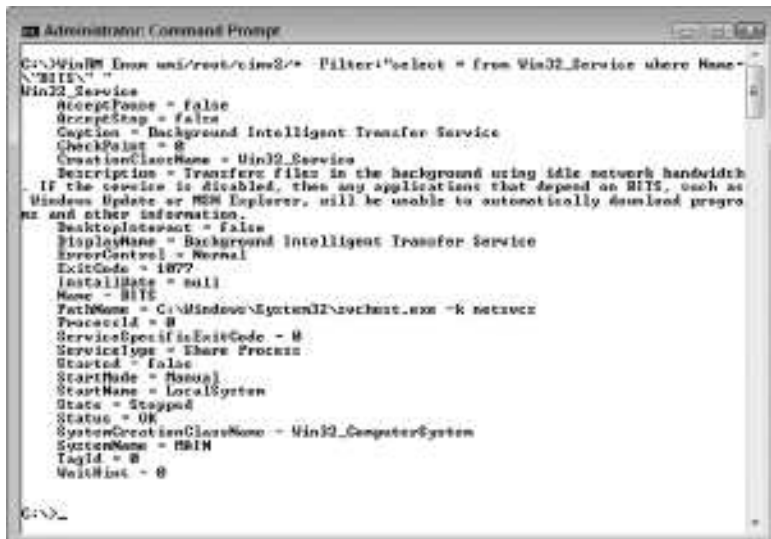 Administrator: Command Prompt
C:\>WinRM Enum wmi/root/cimv2/* Filter:"select * from Win32_Service where Name=
\"BITS\" "
Win32_Service
AcceptPause = false
AcceptStop = false
Caption = Background Intelligent Transfer Service
CheckPoint = 0
CreationClassName = Win32_Service
Description = Transfers files in the background using idle network bandwidth
. If the service is disabled, then any applications that depend on BITS, such as
Windows Update or MSN Explorer, will be unable to automatically download progra
ms and other information.
DesktopInteract = false
DisplayName = Background Intelligent Transfer Service
ErrorControl = Normal
ExitCode = 1077
InstallDate = null
Name = BITS
PathName = C:\Windows\System32\svchost.exe -k netsvcs
ProcessId = 0
ServiceSpecificExitCode = 0
ServiceType = Share Process
Started = false
StartMode = Manual
StartName = LocalSystem
State = Stopped
Status = OK
SystemCreationClassName = Win32_ComputerSystem
SystemName = MAIN
TagId = 0
WaitHint = 0
C:\>_